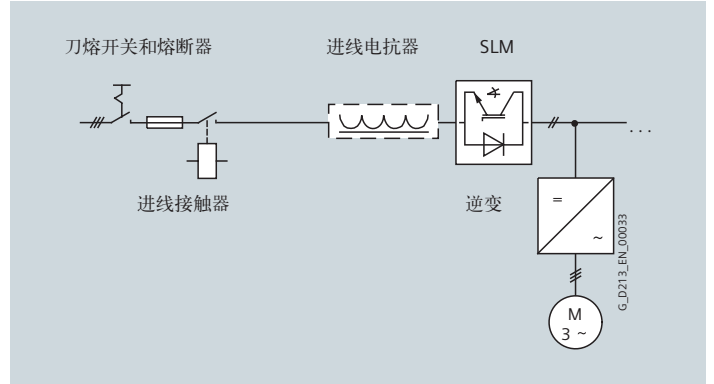 刀熔开关和熔断器
进线电抗器
SLM
进线接触器
逆变
...
=
~
G_D213_EN_00033
M
3 ~